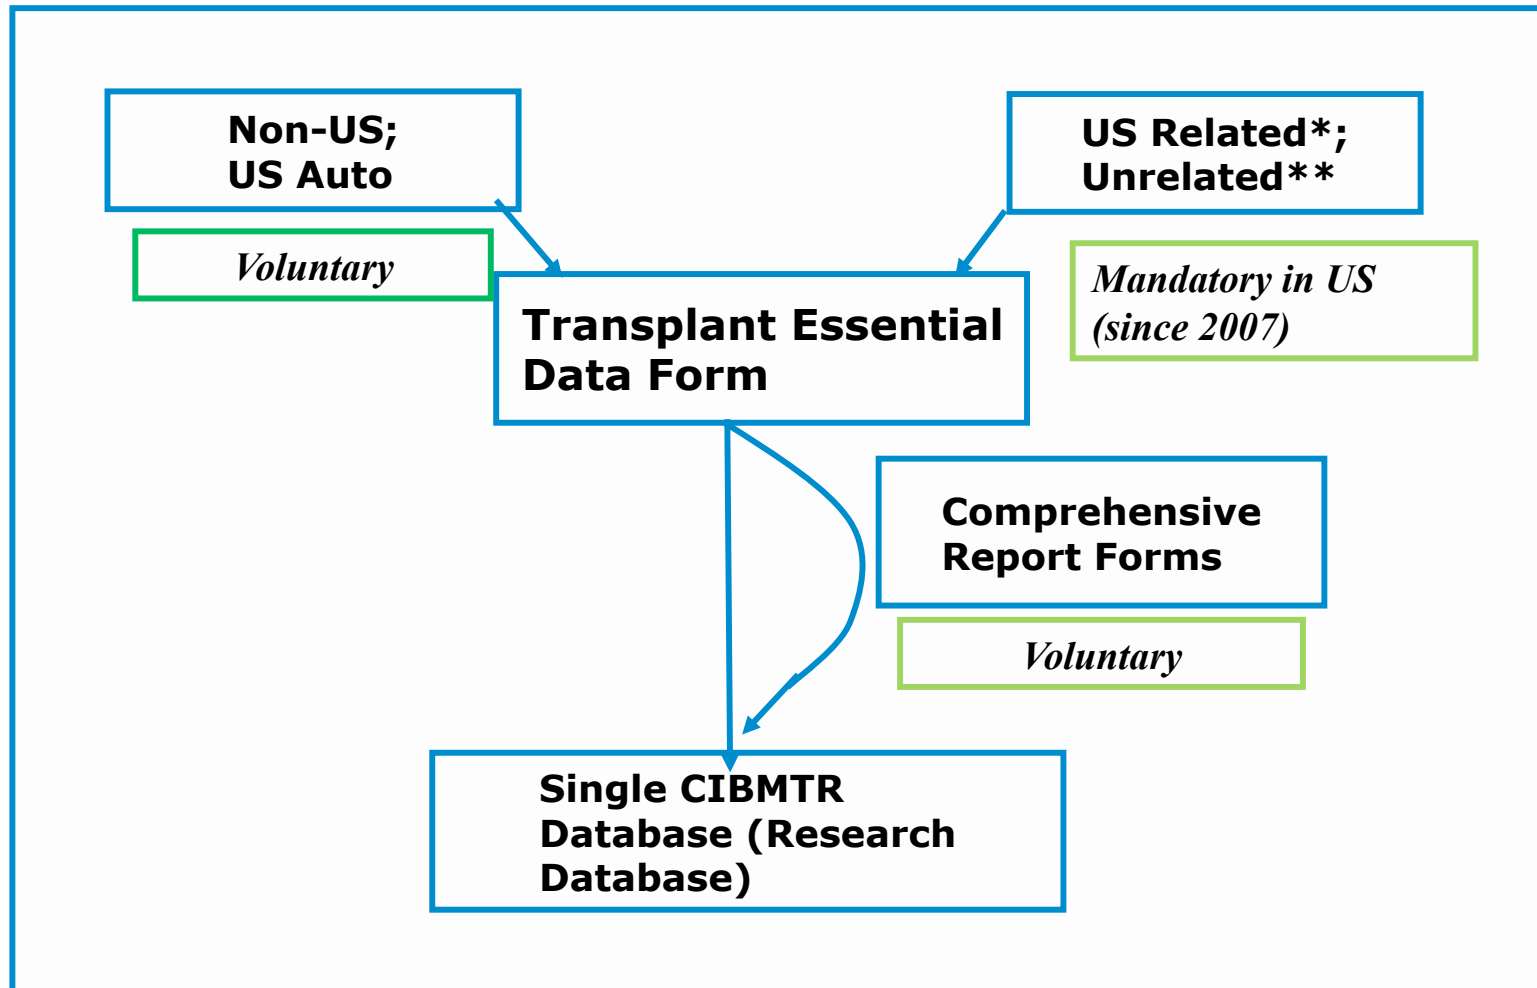 Non-US;
US Auto
US Related*;
Unrelated**
Voluntary
Mandatory in US
(since 2007)
Transplant Essential
Data Form
Comprehensive
Report Forms
Voluntary
Single CIBMTR
Database (Research
Database)